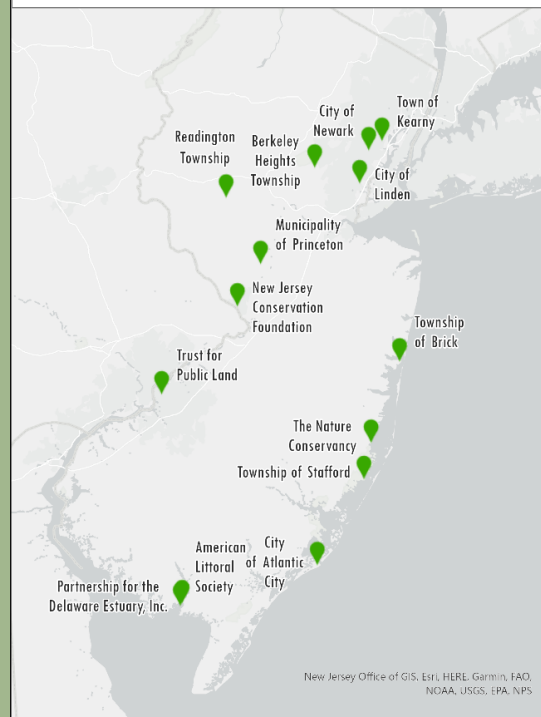 City of
Newark
Town of
Kearny
Readington
Township
Berkeley
Heights
Township
City of
Linden
Municipality
of Princeton
New Jersey
Conservation
Foundation
Township
of Brick
Trust for
Public Land
The Nature
Conservancy
Township of Stafford
American
Littoral
Society
City
of Atlantic
City
Partnership for the
Delaware Estuary, Inc.
New Jersey Office of GIS, Esri, HERE, Garmin, FAO,
NOAA, USGS, EPA, NPS